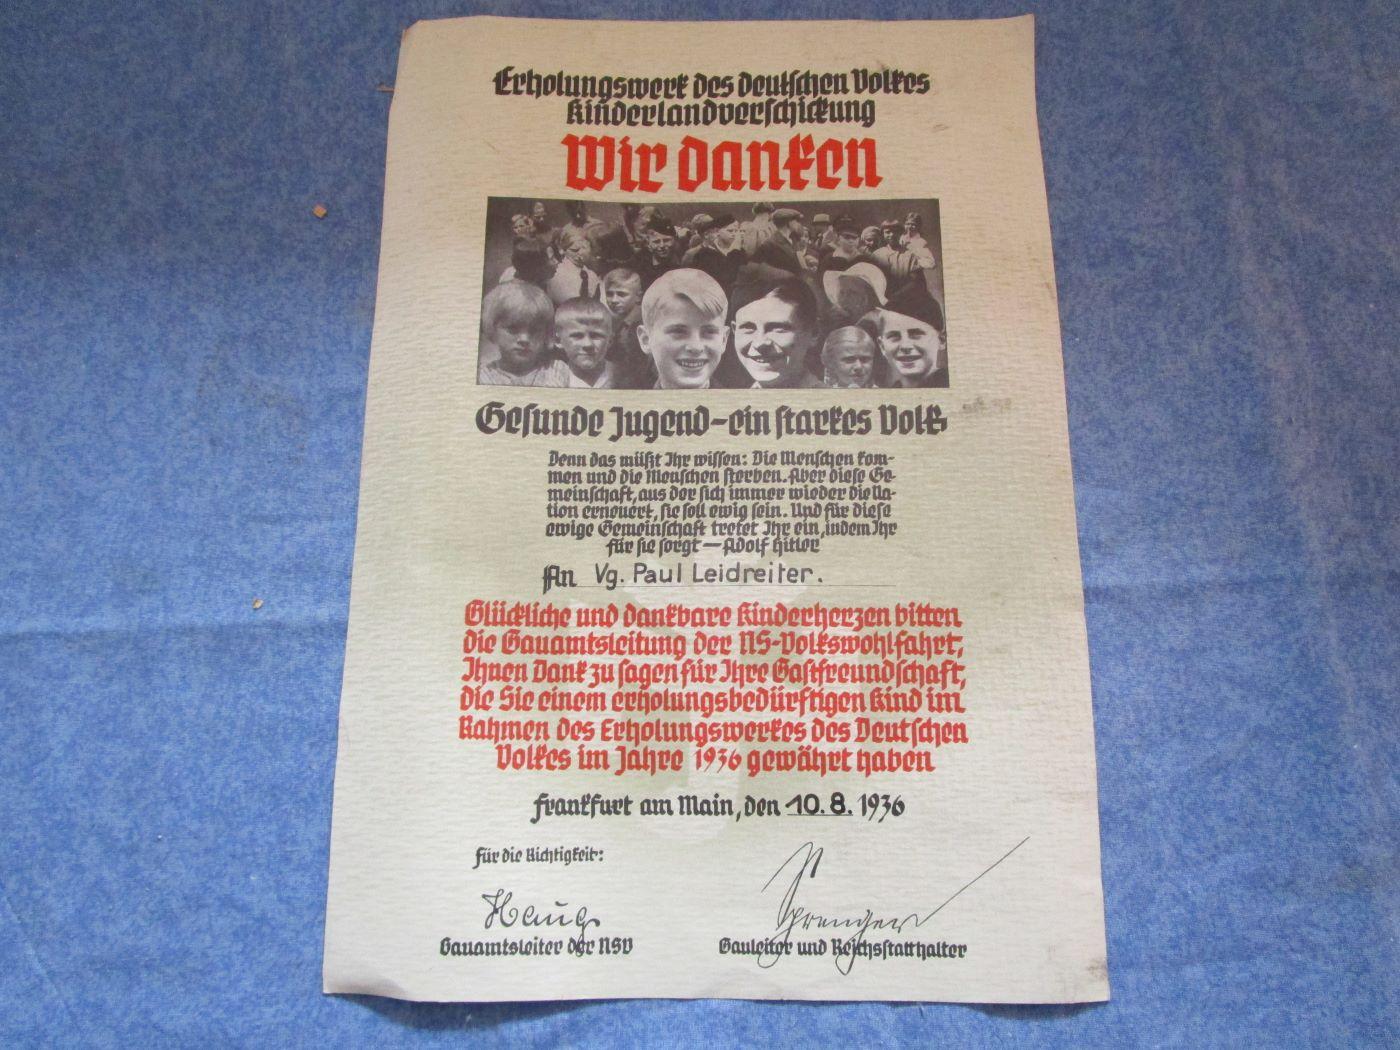 Erholungswerk des deutschen Volkes
Kinderlandverschickung
Wir danken
Gesunde Jugend-ein starkes Volk
Denn das müßt Ihr wissen: Die Menschen kom-
men und die Menschen sterben. Aber diese Ge-
meinschaft, aus der sich immer wieder die Na-
tion erneuert, sie soll ewig sein. Und für diese
ewige Gemeinschaft tretet Ihr ein, indem Ihr
für sie sorgt — Adolf Hitler
An Vg. Paul Leidreiter.
Glückliche und dankbare Kinderherzen bitten
die Gauamtsleitung der NS-Volkswohlfahrt,
Ihnen Dank zu sagen für Ihre Gastfreundschaft,
die Sie einem erholungsbedürftigen Kind im
Rahmen des Erholungswerkes des Deutschen
Volkes im Jahre 1936 gewährt haben
Frankfurt am Main, den 10.8. 1936
Für die Richtigkeit:
Haug
Sprenger
Gauamtsleiter der NSV
Gauleiter und Reichsstatthalter